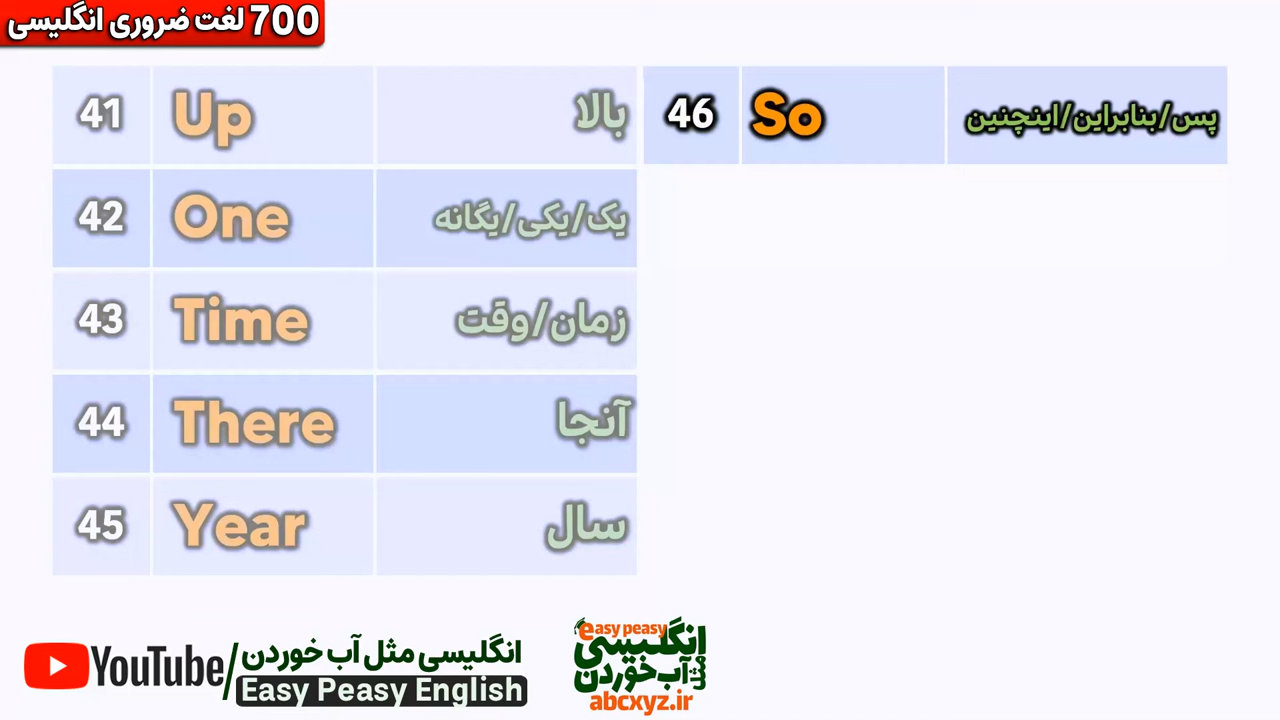 700 لغت ضروری انگلیسی
41 Up بالا
42 One یک/یکی/یگانه
43 Time زمان/وقت
44 There آنجا
45 Year سال
46 So پس/بنابراین/اینچنین
YouTube/انگلیسی مثل آب خوردن
Easy Peasy English
easy peasy
انگلیسی
مثل آب خوردن
abcxyz.ir